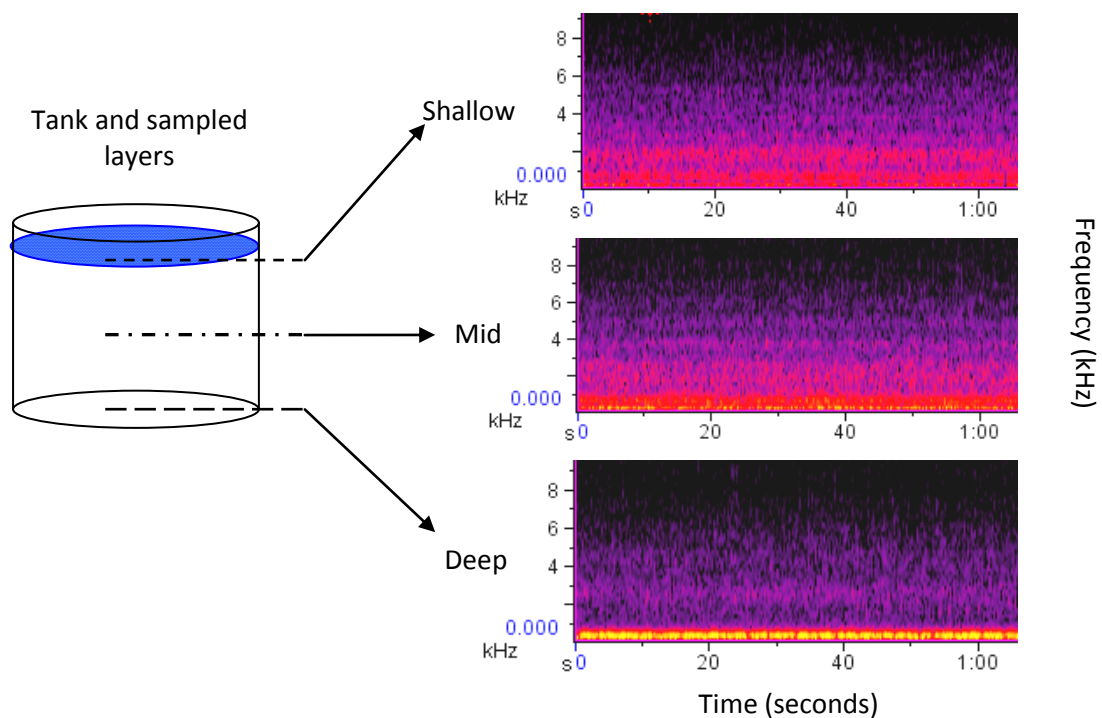 Tank and sampled
layers
Shallow
8
6
4
0.000
kHz
s0 20 40 1:00
Mid
8
6
4
0.000
kHz
s0 20 40 1:00
Deep
8
6
4
0.000
kHz
s0 20 40 1:00
Time (seconds)
Frequency (kHz)